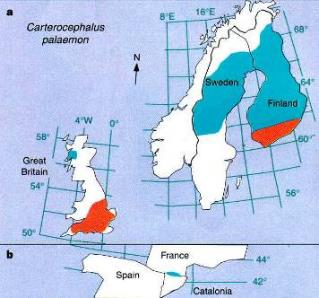 a
Carterocephalus
palaemon
8°E
16°E
68°
N
Sweden
64°
Finland
4°W
0°
58°
60°
Great
Britain
54°
56°
50°
b
France
44°
Spain
42°
Catalonia